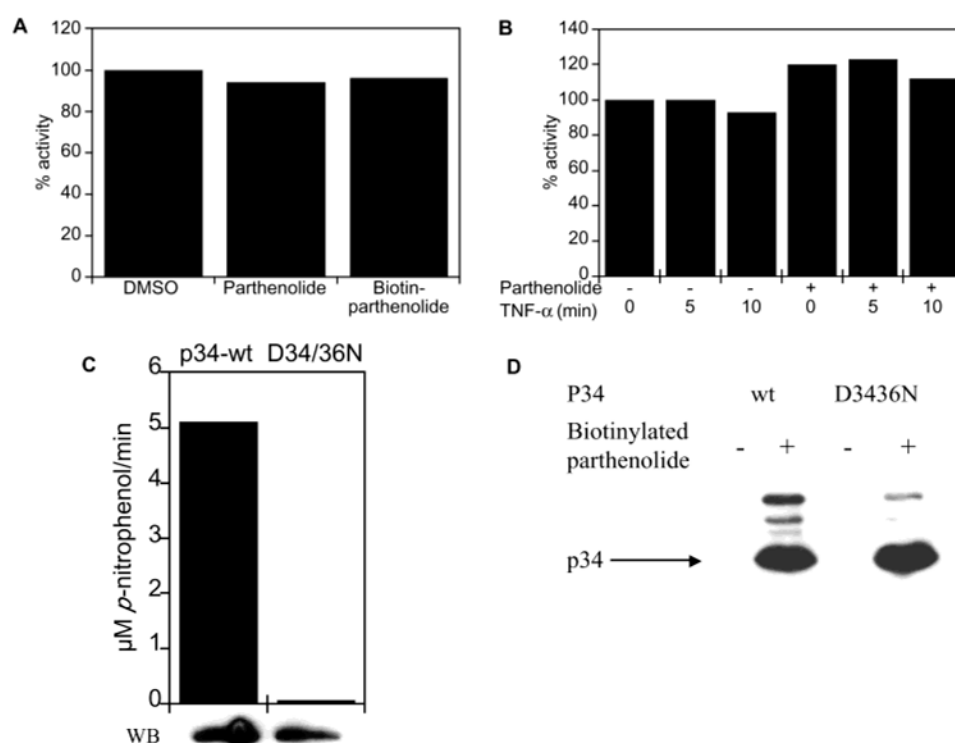 A
% activity
120
100
80
60
40
20
0
DMSO
Parthenolide
Biotin-
parthenolide
B
% activity
140
120
100
80
60
40
20
0
Parthenolide - - - + + +
TNF-α (min) 0 5 10 0 5 10
C
p34-wt D34/36N
µM p-nitrophenol/min
6
5
4
3
2
1
0
WB
D
P34 wt D3436N
Biotinylated
parthenolide - + - +
p34